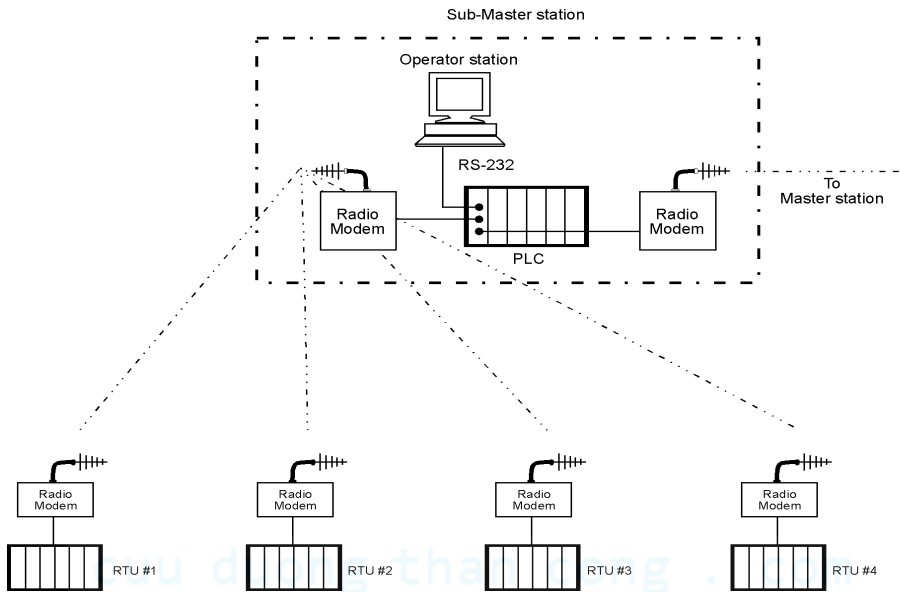 Sub-Master station
Operator station
RS-232
To
Master station
Radio
Modem
Radio
Modem
PLC
Radio
Modem
Radio
Modem
Radio
Modem
Radio
Modem
RTU #1
RTU #2
RTU #3
RTU #4
cuu duong than cong . com